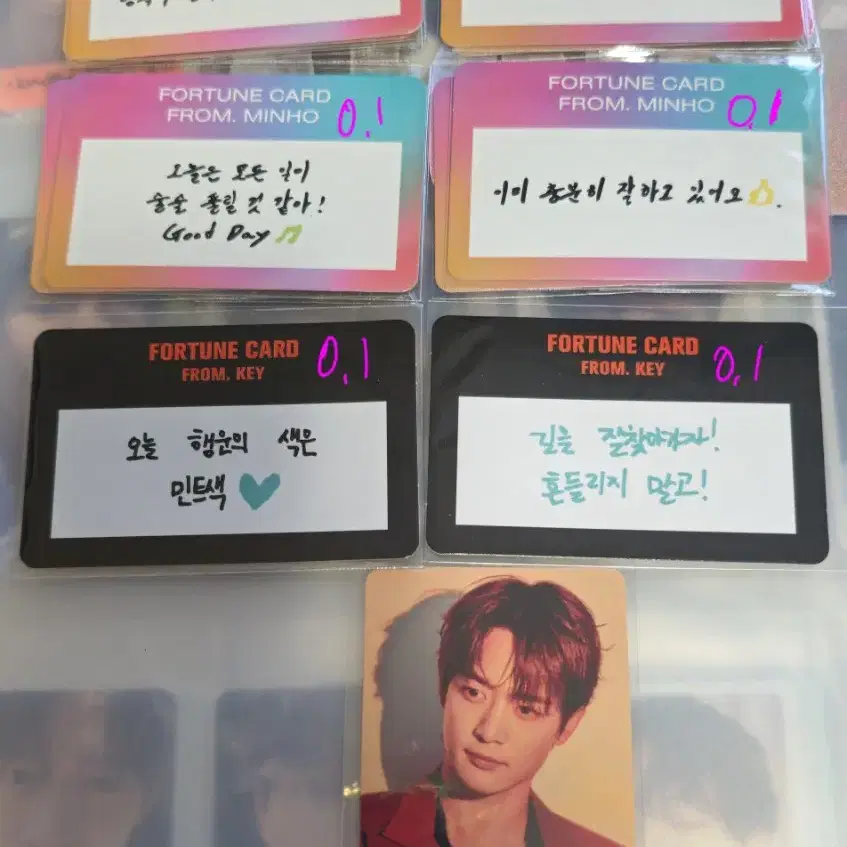 FORTUNE CARD
FROM. MINHO
0.1
오늘은 모든 일이
술술 풀릴 것 같아!
Good Day
FORTUNE CARD
FROM. MINHO
0.1
이미 충분히 잘하고 있어요.
FORTUNE CARD
FROM. KEY
0.1
오늘 행운의 색은
민트색
FORTUNE CARD
FROM. KEY
0.1
길을 잘찾아가자!
흔들리지 말고!